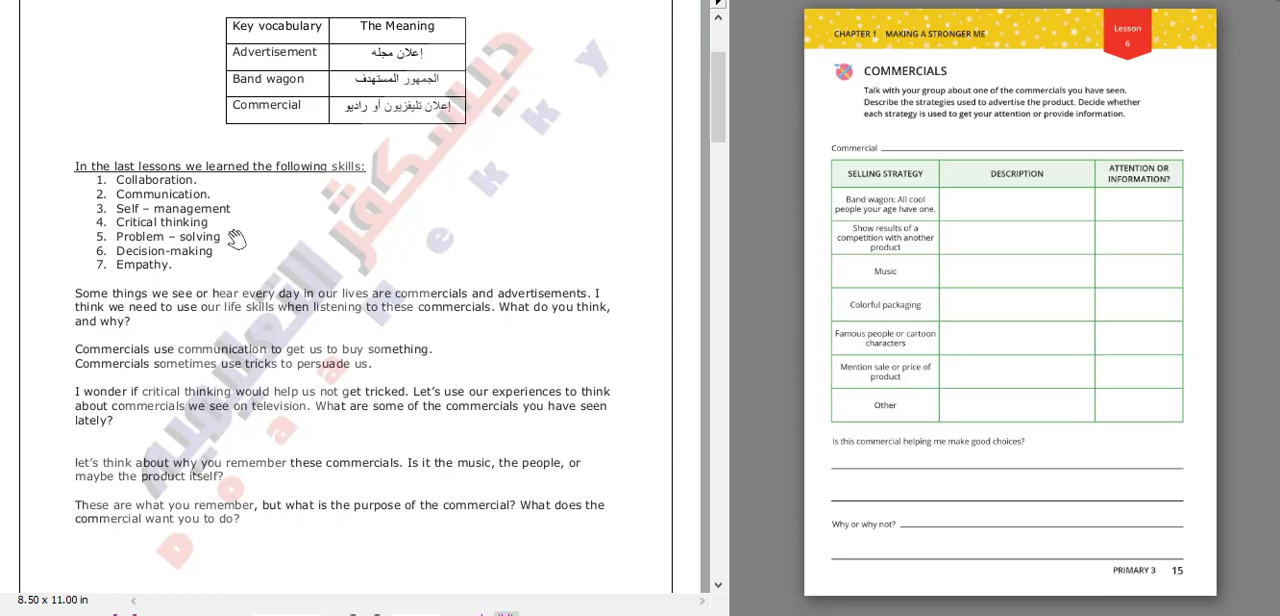 Key vocabulary The Meaning
Advertisement إعلان مجله
Band wagon الجمهور المستهدف
Commercial إعلان تليفزيون أو راديو
In the last lessons we learned the following skills:
1. Collaboration.
2. Communication.
3. Self – management
4. Critical thinking
5. Problem – solving
6. Decision-making
7. Empathy.
Some things we see or hear every day in our lives are commercials and advertisements. I
think we need to use our life skills when listening to these commercials. What do you think,
and why?
Commercials use communication to get us to buy something.
Commercials sometimes use tricks to persuade us.
I wonder if critical thinking would help us not get tricked. Let's use our experiences to think
about commercials we see on television. What are some of the commercials you have seen
lately?
let's think about why you remember these commercials. Is it the music, the people, or
maybe the product itself?
These are what you remember, but what is the purpose of the commercial? What does the
commercial want you to do?
8.50 x 11.00 in
CHAPTER 1 MAKING A STRONGER ME
Lesson
6
COMMERCIALS
Talk with your group about one of the commercials you have seen.
Describe the strategies used to advertise the product. Decide whether
each strategy is used to get your attention or provide information.
Commercial
SELLING STRATEGY DESCRIPTION ATTENTION OR
INFORMATION?
Band wagon: All cool
people your age have one.
Show results of a
competition with another
product
Music
Colorful packaging
Famous people or cartoon
characters
Mention sale or price of
product
Other
Is this commercial helping me make good choices?
Why or why not?
PRIMARY 3 15